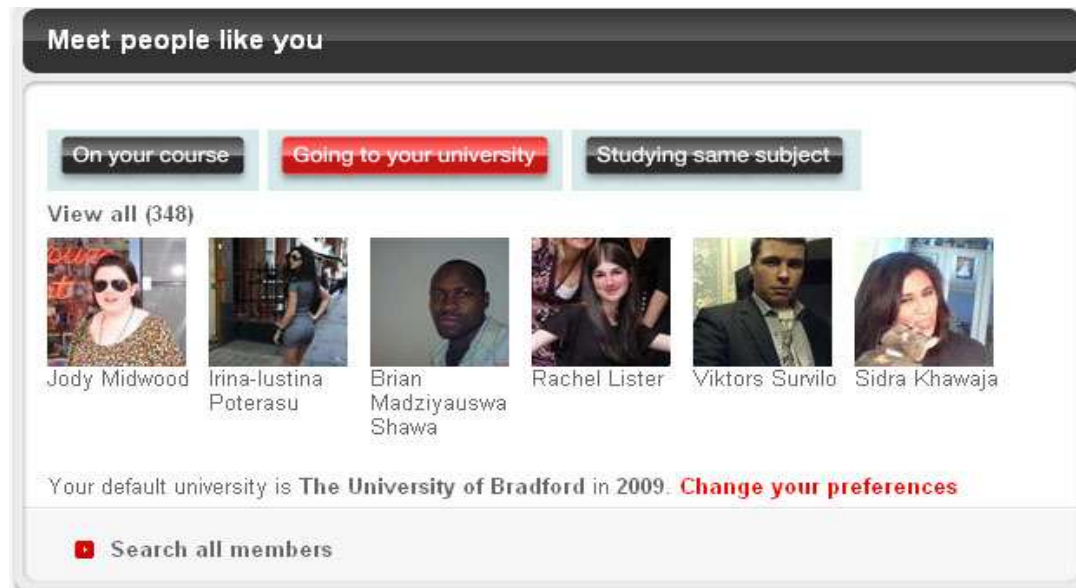 Meet people like you
On your course
Going to your university
Studying same subject
View all (348)
Jody Midwood
Irina-Iustina
Poterasu
Brian
Madziyauswa
Shawa
Rachel Lister
Viktors Survilo
Sidra Khawaja
Your default university is The University of Bradford in 2009. Change your preferences
Search all members